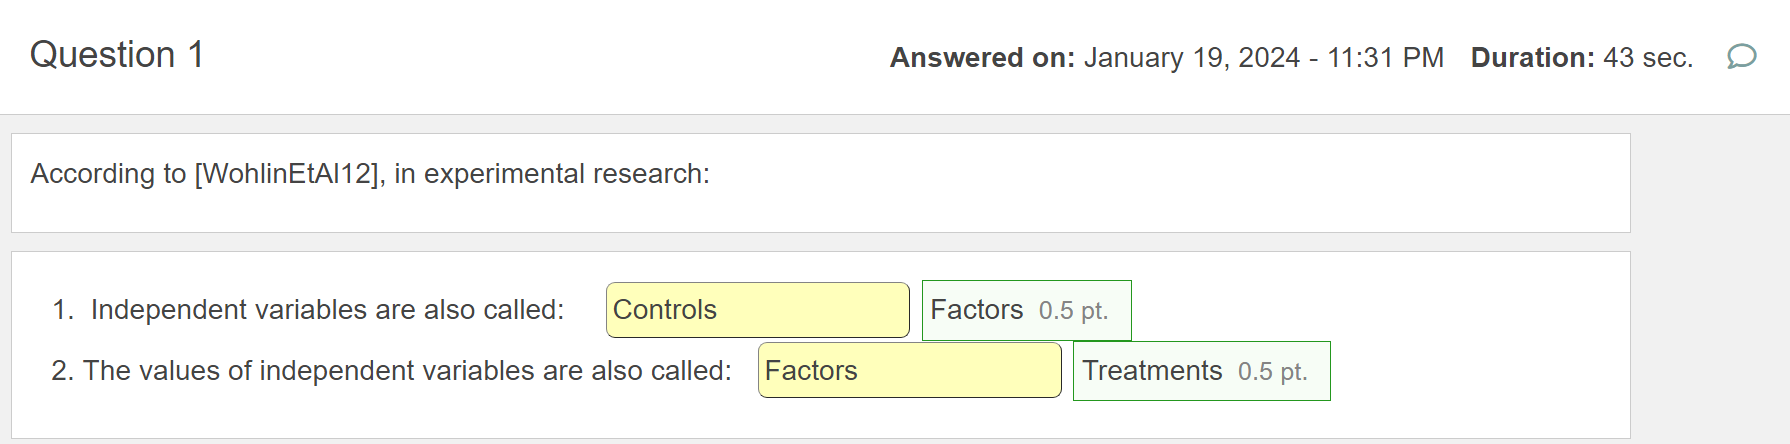 Question 1
Answered on: January 19, 2024 - 11:31 PM Duration: 43 sec.
According to [WohlinEtAl12], in experimental research:
1. Independent variables are also called: Controls Factors 0.5 pt.
2. The values of independent variables are also called: Factors Treatments 0.5 pt.